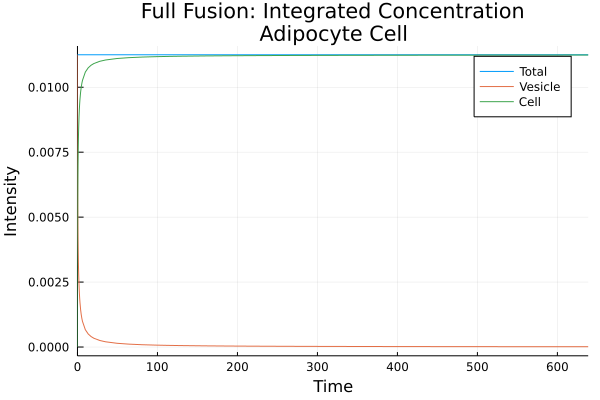 Full Fusion: Integrated Concentration
Adipocyte Cell
Intensity
0.0100
0.0075
0.0050
0.0025
0.0000
Total
Vesicle
Cell
0 100 200 300 400 500 600
Time